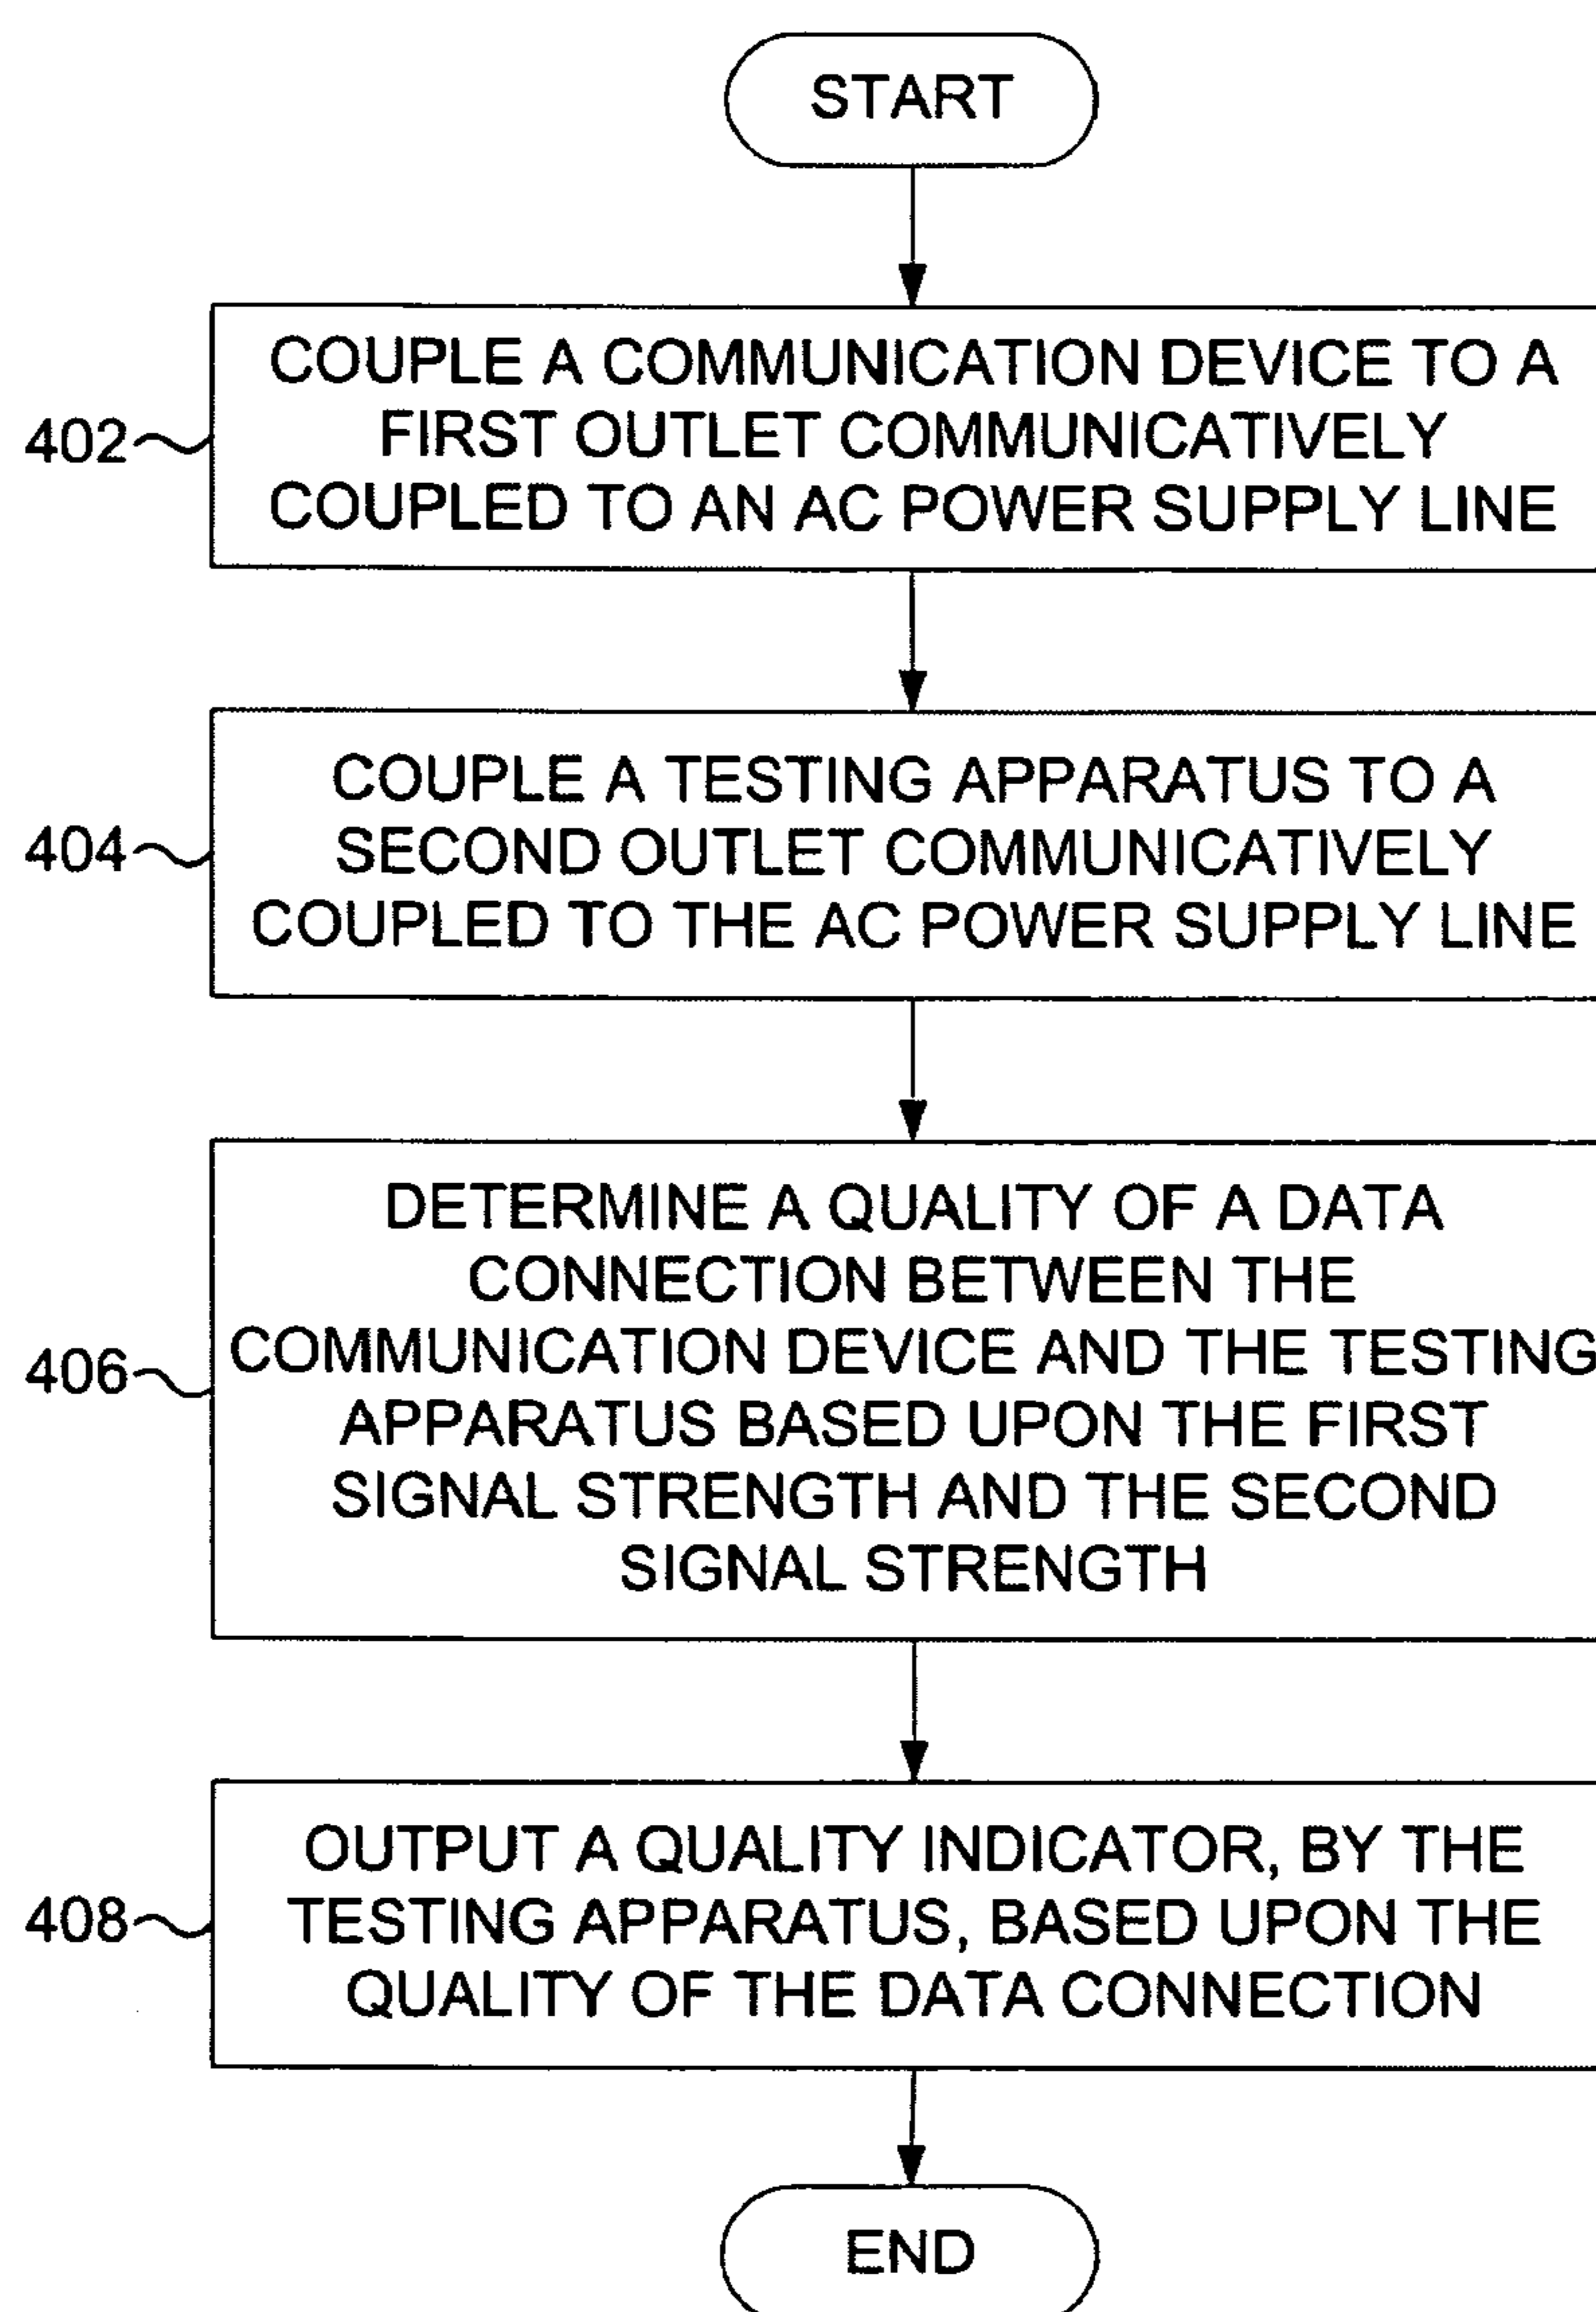 START
COUPLE A COMMUNICATION DEVICE TO A
FIRST OUTLET COMMUNICATIVELY
COUPLED TO AN AC POWER SUPPLY LINE
402
COUPLE A TESTING APPARATUS TO A
SECOND OUTLET COMMUNICATIVELY
COUPLED TO THE AC POWER SUPPLY LINE
404
DETERMINE A QUALITY OF A DATA
CONNECTION BETWEEN THE
COMMUNICATION DEVICE AND THE TESTING
APPARATUS BASED UPON THE FIRST
SIGNAL STRENGTH AND THE SECOND
SIGNAL STRENGTH
406
OUTPUT A QUALITY INDICATOR, BY THE
TESTING APPARATUS, BASED UPON THE
QUALITY OF THE DATA CONNECTION
408
END